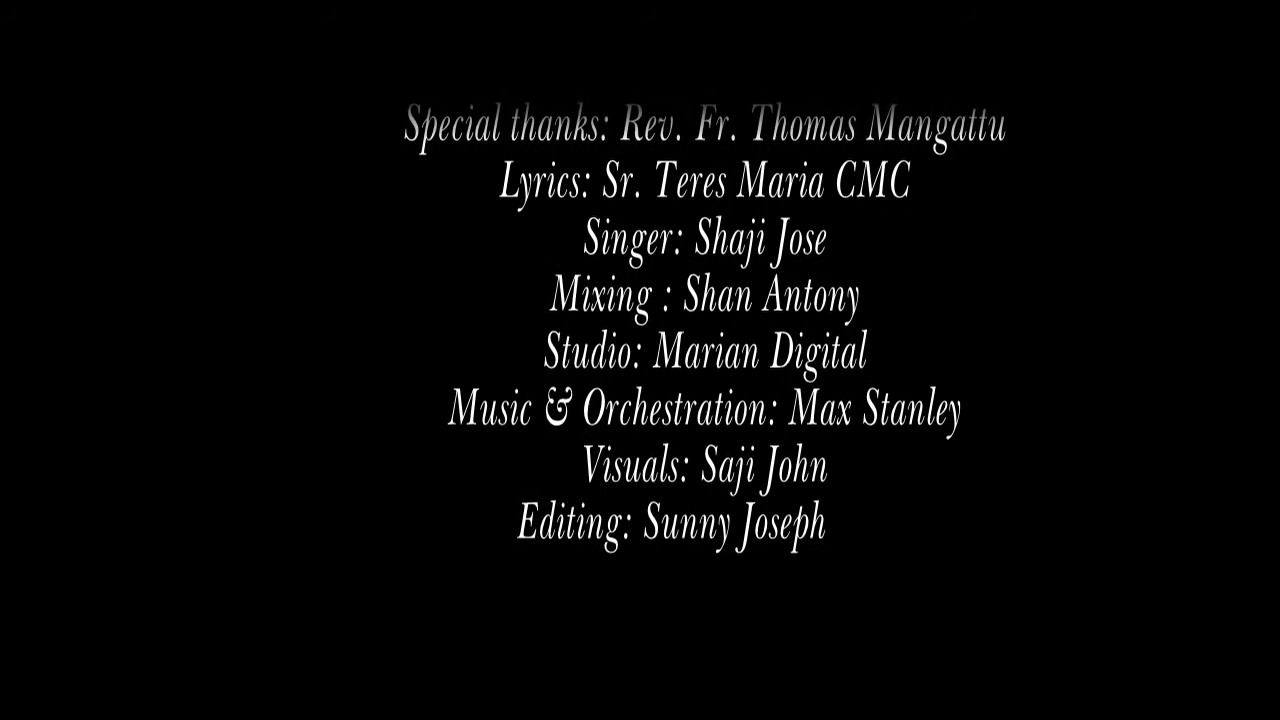 Special thanks: Rev. Fr. Thomas Mangattu
Lyrics: Sr. Teres Maria CMC
Singer: Shaji Jose
Mixing : Shan Antony
Studio: Marian Digital
Music & Orchestration: Max Stanley
Visuals: Saji John
Editing: Sunny Joseph